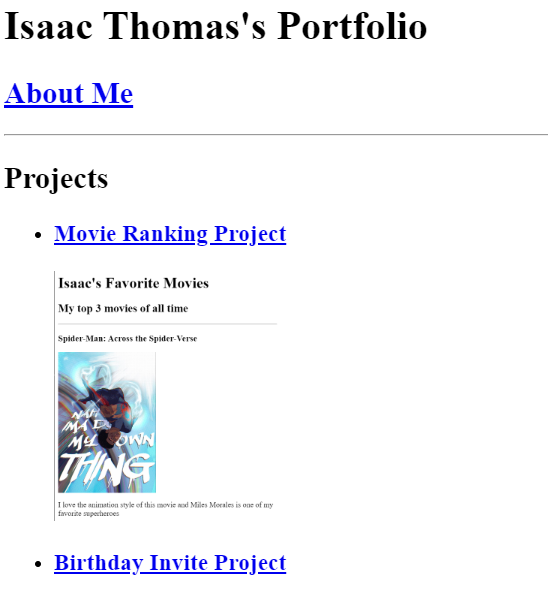 Isaac Thomas's Portfolio
About Me
Projects
Movie Ranking Project
Isaac's Favorite Movies
My top 3 movies of all time
Spider-Man: Across the Spider-Verse
NAH
IMA D
MY OWN
THING
I love the animation style of this movie and Miles Morales is one of my
favorite superheroes
Birthday Invite Project